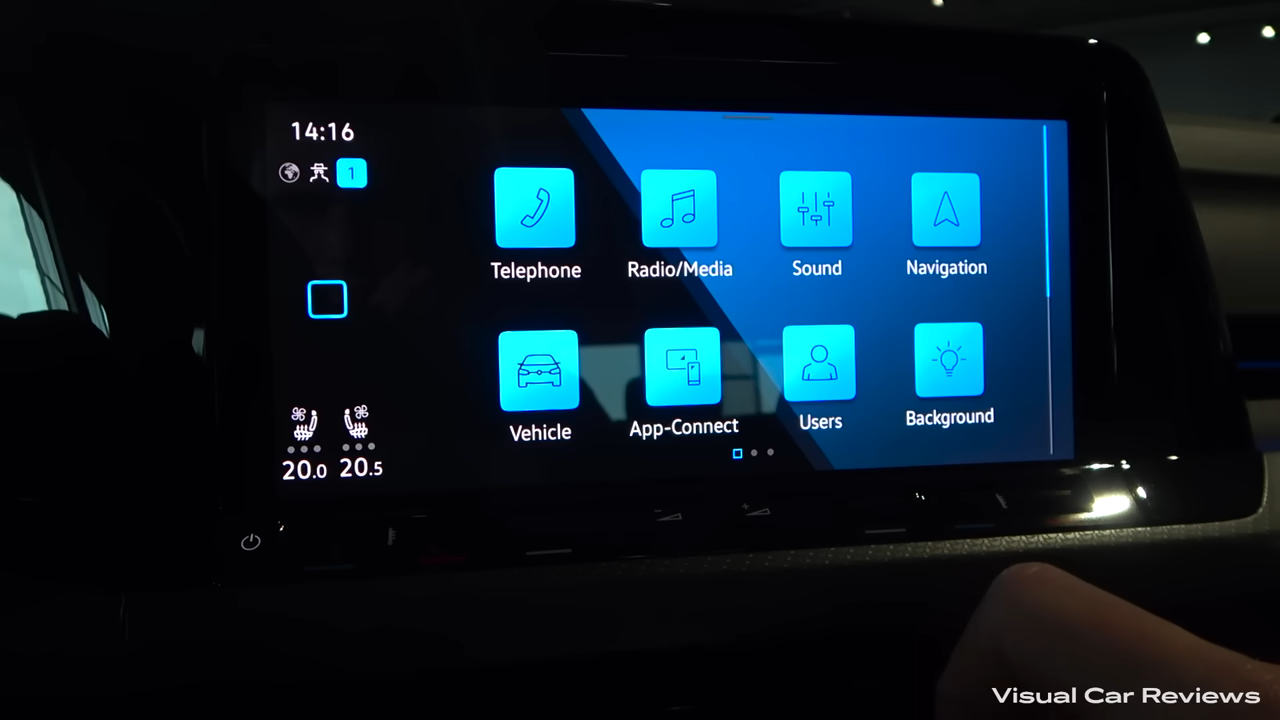 14:16
1
Telephone
Radio/Media
Sound
Navigation
Vehicle
App-Connect
Users
Background
20.0
20.5
Visual Car Reviews